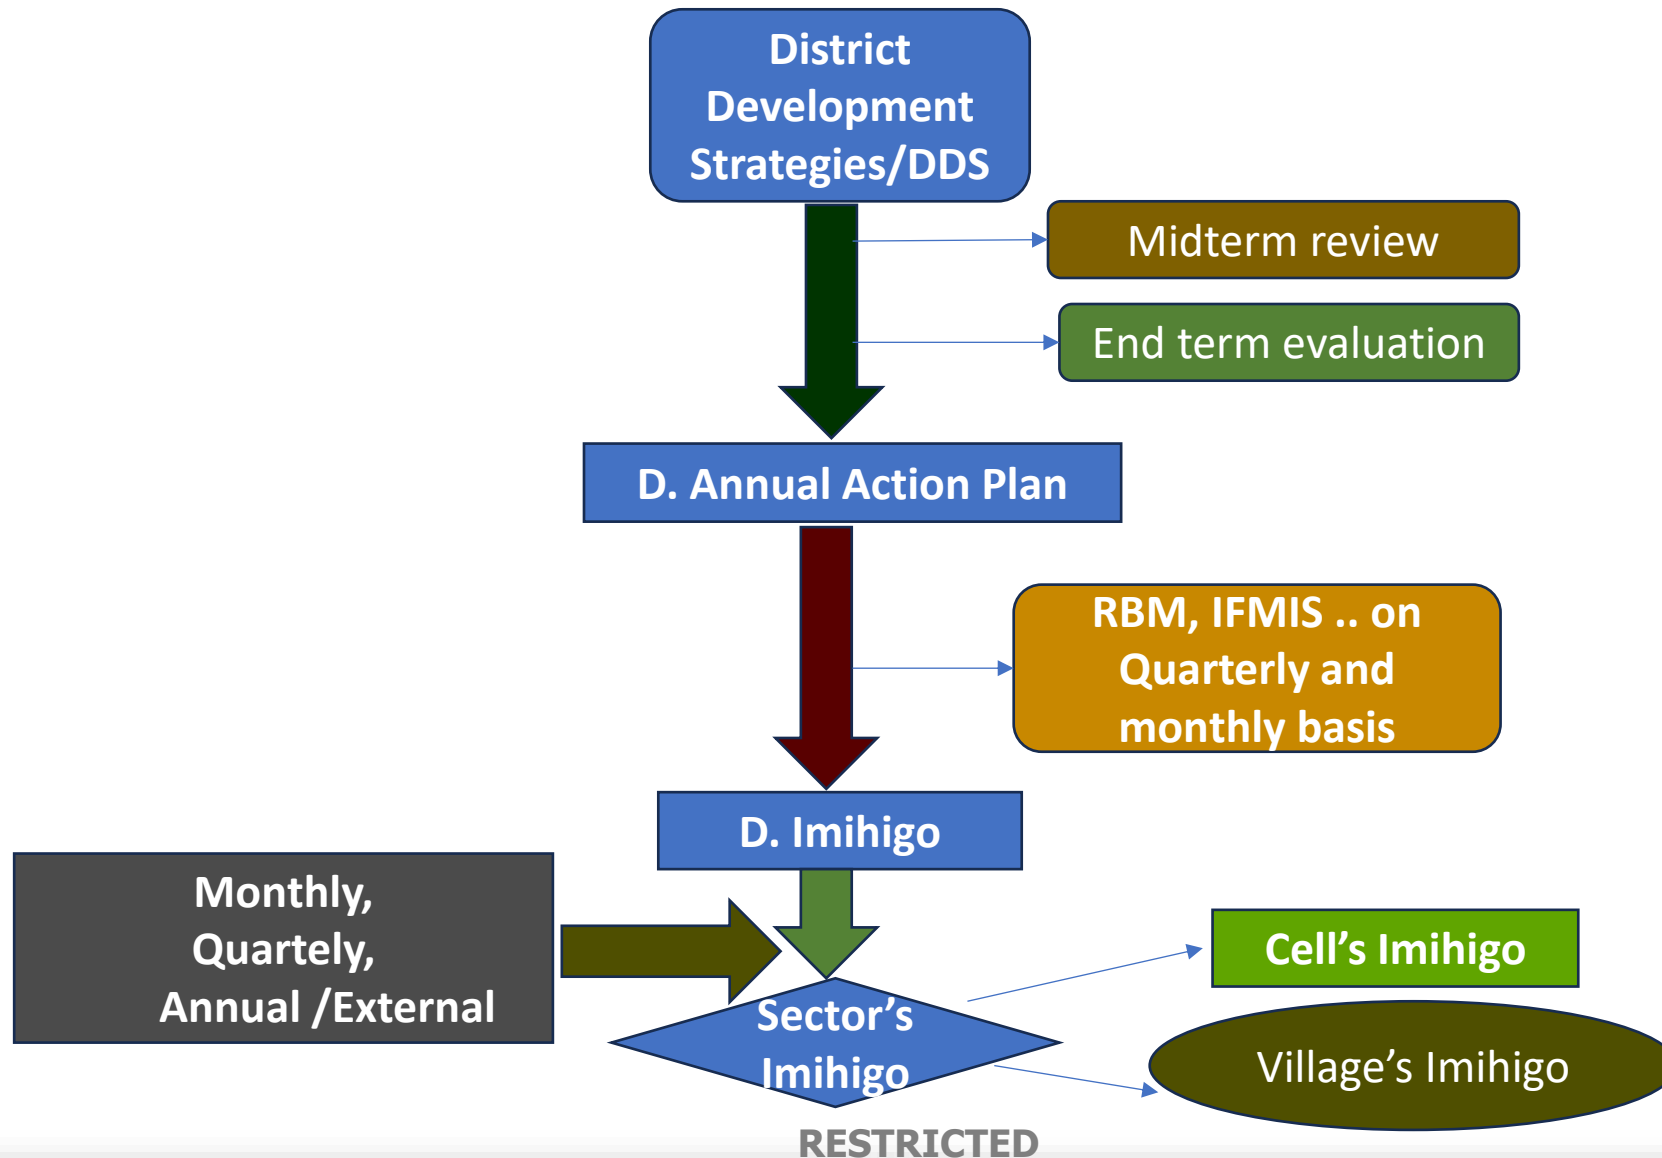 District
Development
Strategies/DDS
Midterm review
End term evaluation
D. Annual Action Plan
RBM, IFMIS .. on
Quarterly and
monthly basis
D. Imihigo
Monthly,
Quartely,
Annual /External
Cell’s Imihigo
Sector’s
Imihigo
Village’s Imihigo
RESTRICTED